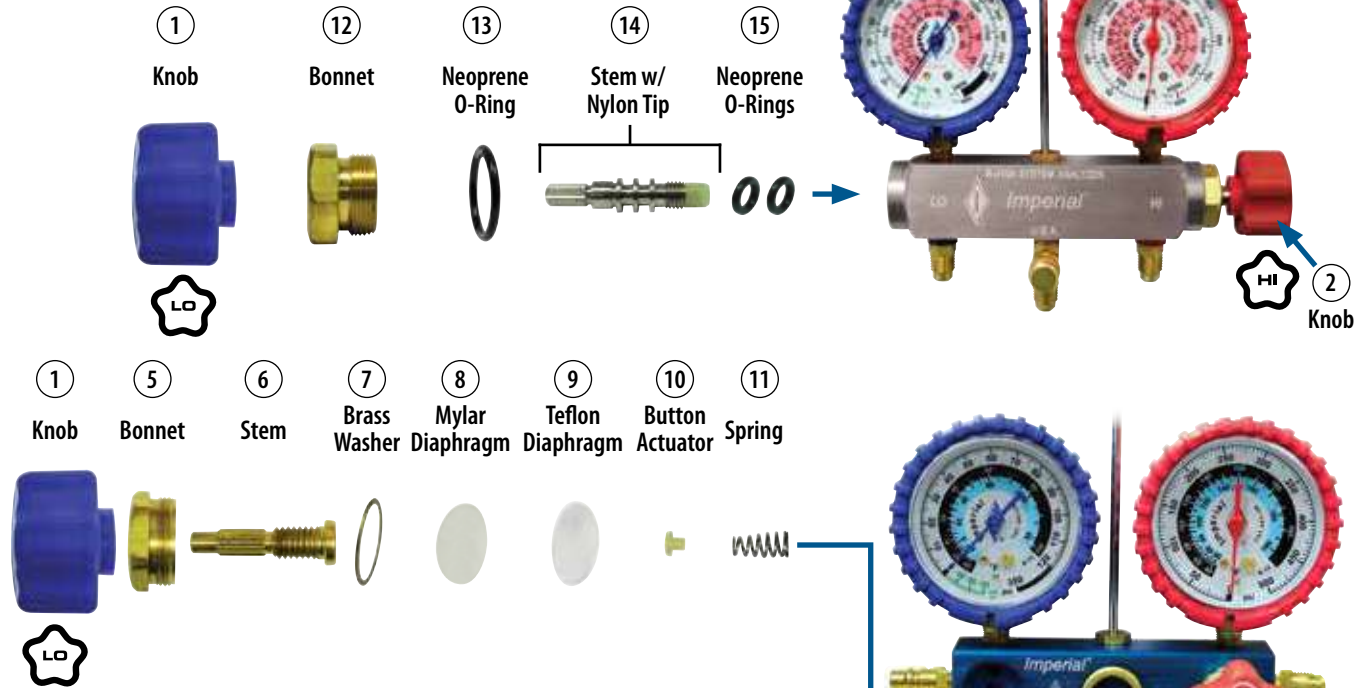 1
12
13
14
15
Knob
Bonnet
Neoprene
O-Ring
Stem w/
Nylon Tip
Neoprene
O-Rings
LO
LO
Imperial
HI
U.S.A.
HI
2
Knob
1
5
6
7
8
9
10
11
Knob
Bonnet
Stem
Brass
Washer
Mylar
Diaphragm
Teflon
Diaphragm
Button
Actuator
Spring
LO
Imperial